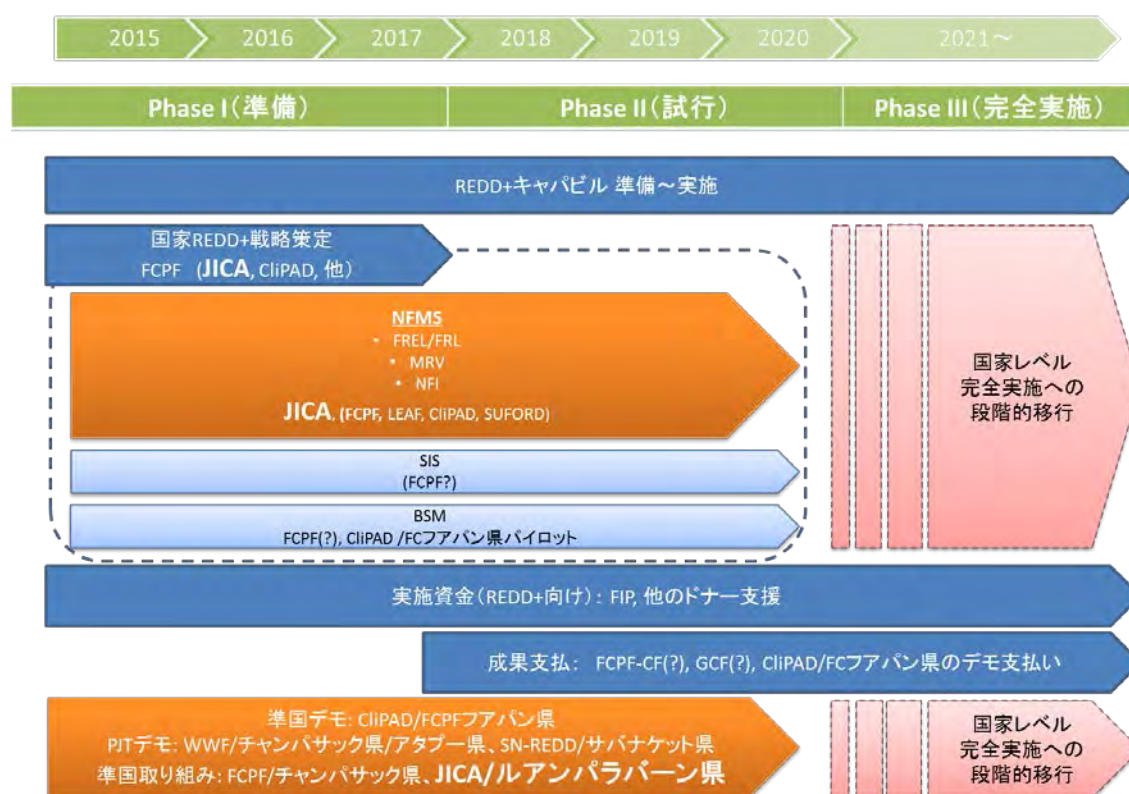 2015 2016 2017 2018 2019 2020 2021～
Phase I（準備） Phase II（試行） Phase III（完全実施）
REDD+キャパビル 準備～実施
国家REDD+戦略策定
FCPF （JICA, CliPAD, 他）
NFMS
• FREL/FRL
• MRV
• NFI
JICA, (FCPF, LEAF, CliPAD, SUFORD)
SIS
(FCPF?)
BSM
FCPF(?), CliPAD /FCフアパン県パイロット
国家レベル
完全実施への
段階的移行
実施資金（REDD+向け）： FIP, 他のドナー支援
成果支払： FCPF-CF(?), GCF(?), CliPAD/FCフアパン県のデモ支払い
準国デモ: CliPAD/FCPFフアパン県
PJTデモ: WWF/チャンパサック県/アタプー県、SN-REDD/サバナケット県
準国取り組み: FCPF/チャンパサック県、JICA/ルアンパラバーン県
国家レベル
完全実施への
段階的移行